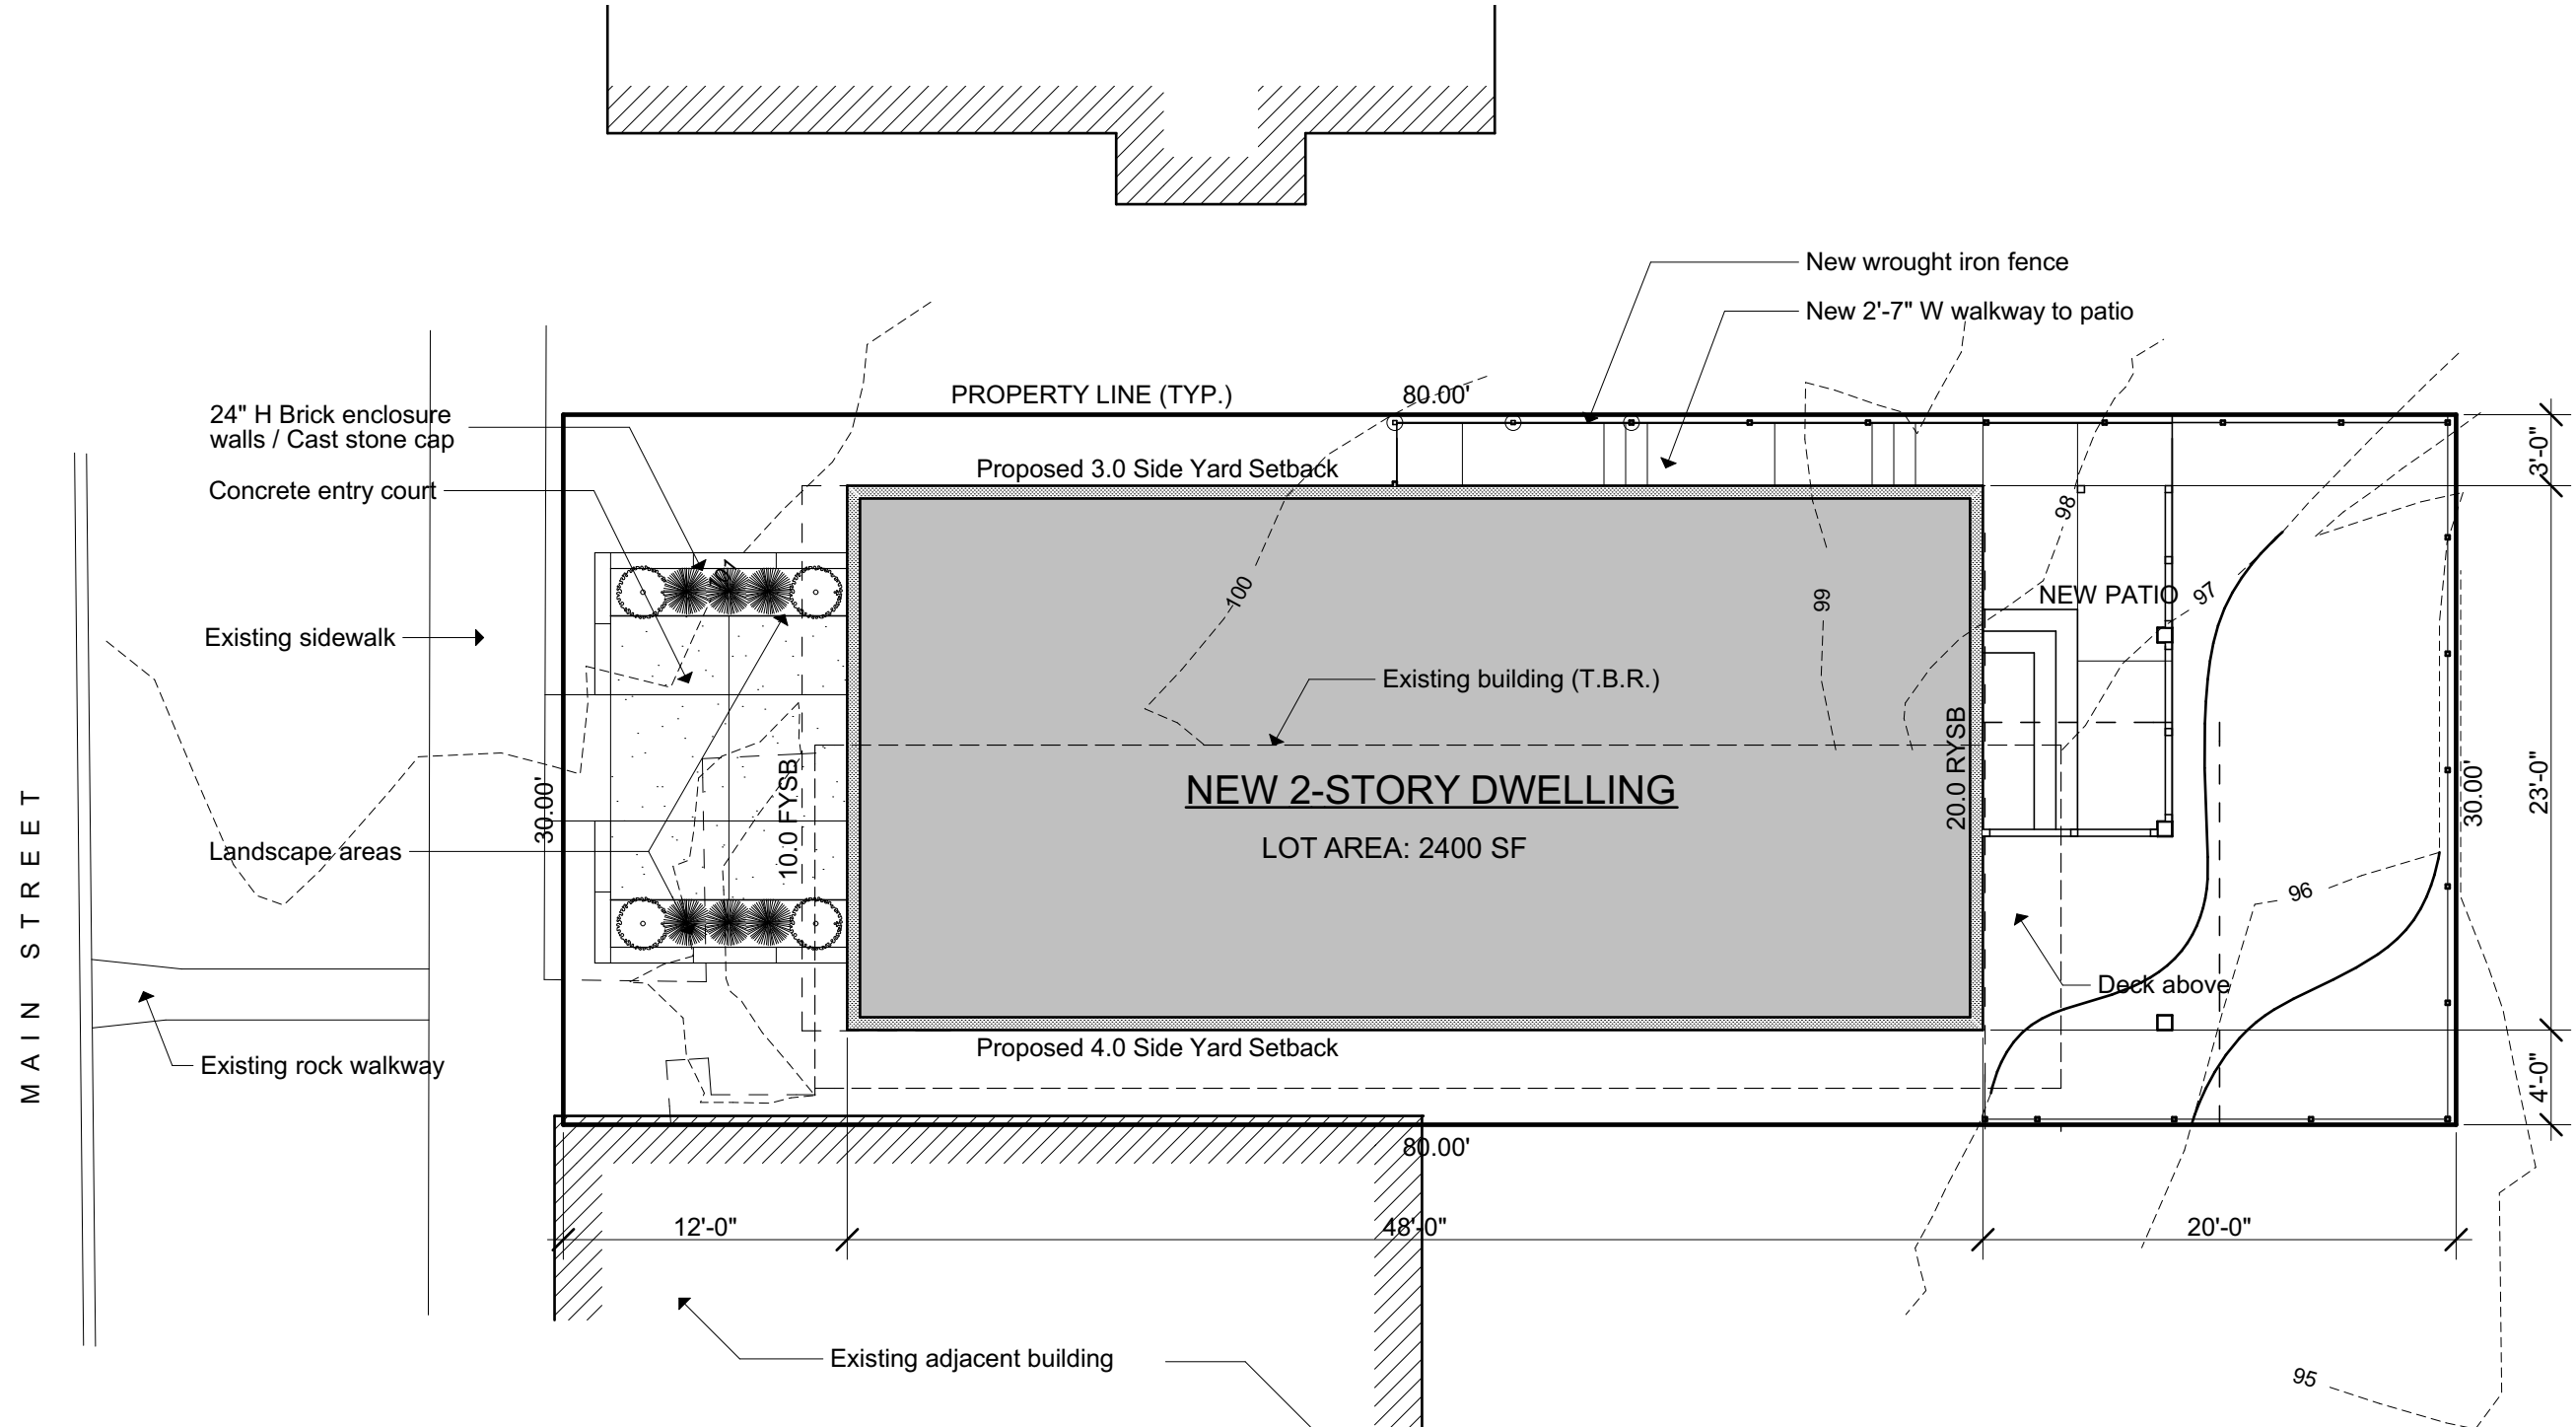 New wrought iron fence
New 2'-7" W walkway to patio
PROPERTY LINE (TYP.)
80.00'
24" H Brick enclosure
walls / Cast stone cap
3'-0"
Proposed 3.0 Side Yard Setback
Concrete entry court
98
101
100
99
NEW PATIO
97
Existing sidewalk
Existing building (T.B.R.)
20.0 RYSB
NEW 2-STORY DWELLING
30.00'
10.0 FYSB
30.00'
23'-0"
MAIN STREET
Landscape areas
LOT AREA: 2400 SF
96
Deck above
Proposed 4.0 Side Yard Setback
Existing rock walkway
4'-0"
80.00'
12'-0"
48'-0"
20'-0"
Existing adjacent building
95